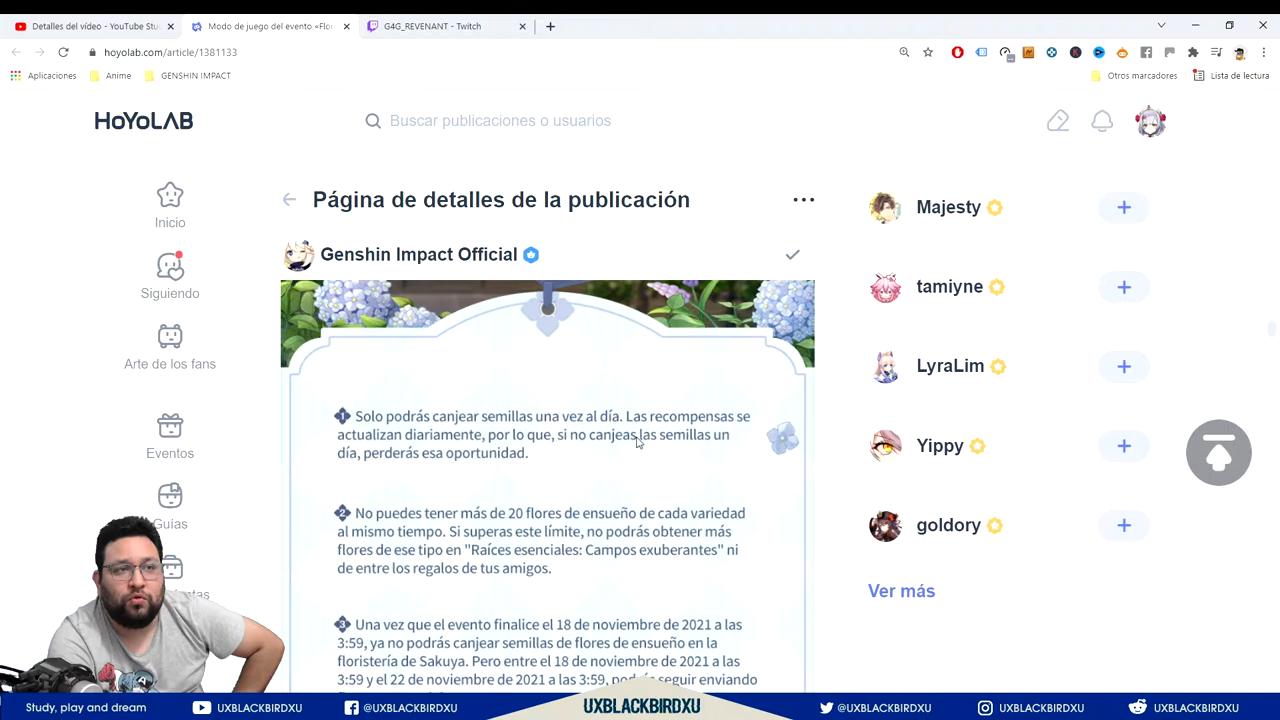 Detalles del vídeo - YouTube Stu
Modo de juego del evento «Flo
G4G_REVENANT - Twitch
hoyolab.com/article/1381133
Aplicaciones
Anime
GENSHIN IMPACT
Otros marcadores
Lista de lectura
HoYoLAB
Buscar publicaciones o usuarios
Inicio
Siguiendo
Arte de los fans
Eventos
Guías
Página de detalles de la publicación
Genshin Impact Official
1 Solo podrás canjear semillas una vez al día. Las recompensas se
actualizan diariamente, por lo que, si no canjeas las semillas un
día, perderás esa oportunidad.
2 No puedes tener más de 20 flores de ensueño de cada variedad
al mismo tiempo. Si superas este límite, no podrás obtener más
flores de ese tipo en "Raíces esenciales: Campos exuberantes" ni
de entre los regalos de tus amigos.
3 Una vez que el evento finalice el 18 de noviembre de 2021 a las
3:59, ya no podrás canjear semillas de flores de ensueño en la
floristería de Sakuya. Pero entre el 18 de noviembre de 2021 a las
3:59 y el 22 de noviembre de 2021 a las 3:59, podrás seguir enviando
Majesty
tamiyne
LyraLim
Yippy
goldory
Ver más
Study, play and dream
UXBLACKBIRDXU
@UXBLACKBIRDXU
UXBLACKBIRDXU
@UXBLACKBIRDXU
UXBLACKBIRDXU
UXBLACKBIRDXU